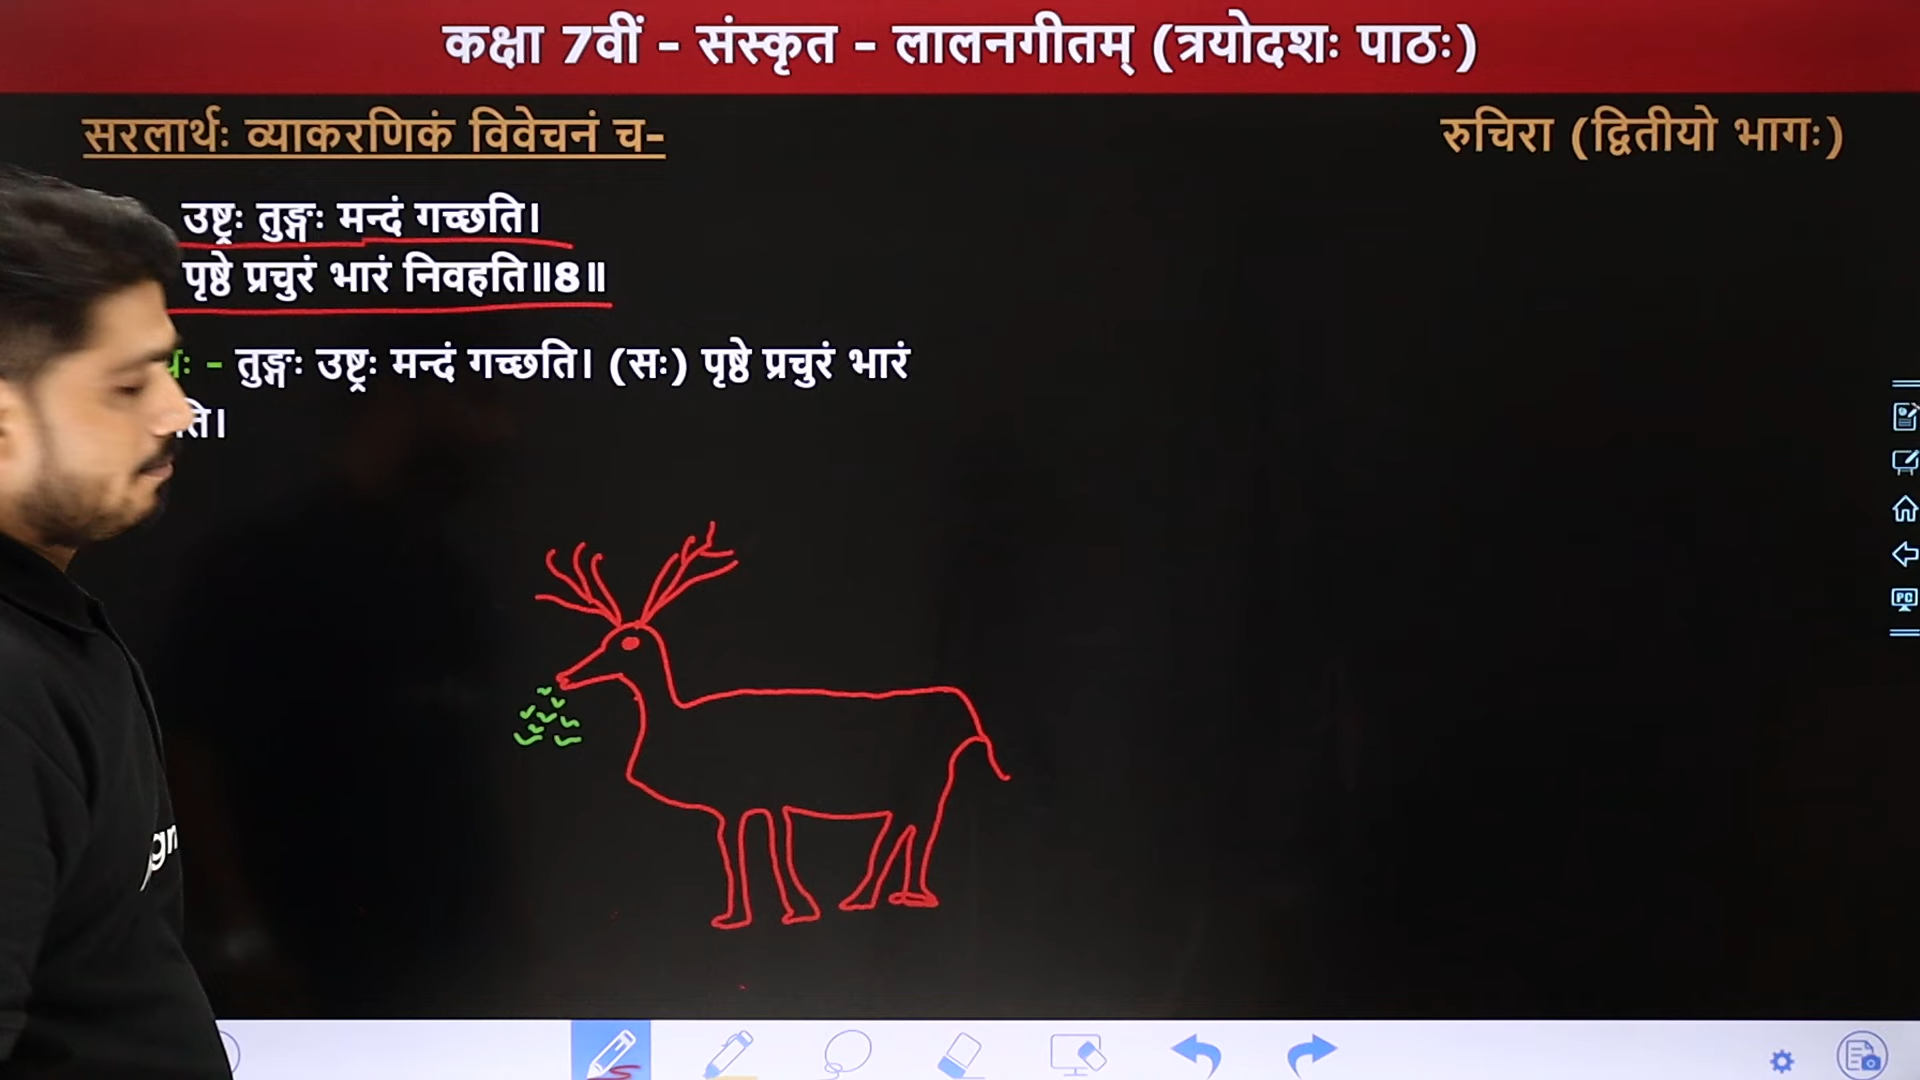 कक्षा 7वीं - संस्कृत - लालनगीतम् (त्रयोदशः पाठः)
सरलार्थः व्याकरणिकं विवेचनं च-
रुचिरा (द्वितीयो भागः)
उष्ट्रः तुङ्गः मन्दं गच्छति।
पृष्ठे प्रचुरं भारं निवहति॥8॥
- तुङ्गः उष्ट्रः मन्दं गच्छति। (सः) पृष्ठे प्रचुरं भारं